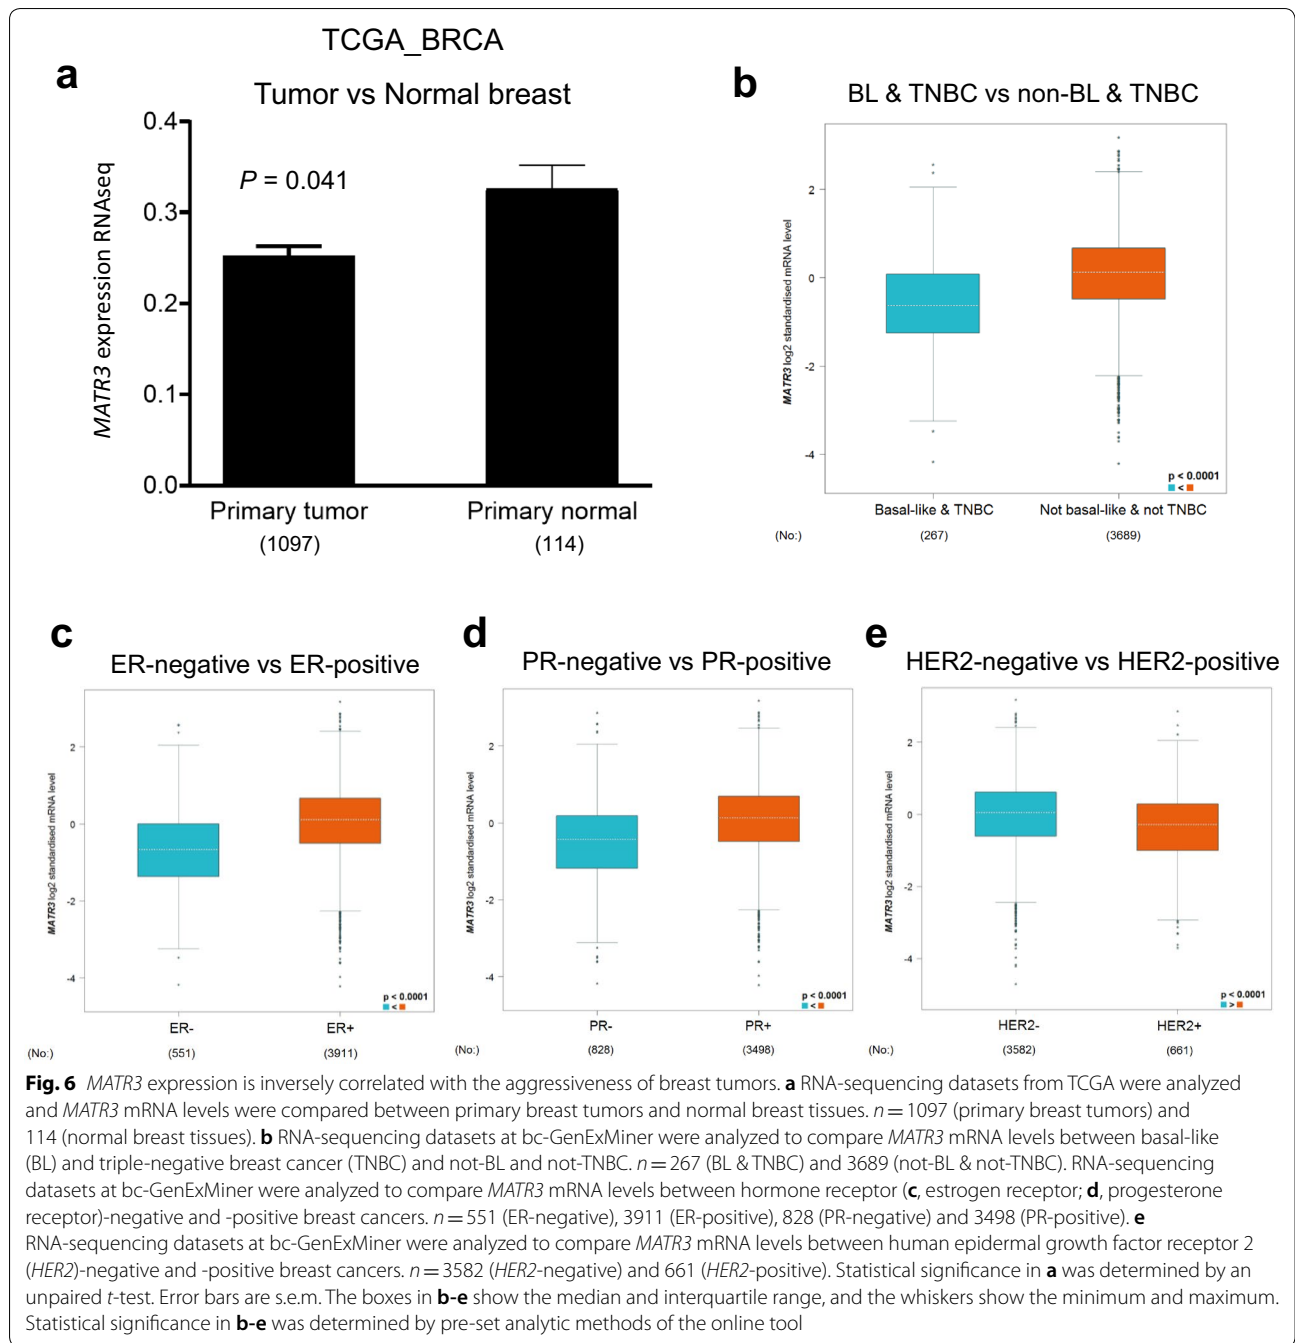 TCGA_BRCA
a
Tumor vs Normal breast
MATR3 expression RNAseq
0.4
0.3
0.2
0.1
0.0
P = 0.041
Primary tumor
(1097)
Primary normal
(114)
b
BL & TNBC vs non-BL & TNBC
MATR3 log2 standardised mRNA level
2
0
-2
-4
p < 0.0001
<
Basal-like & TNBC
Not basal-like & not TNBC
(No:)
(267)
(3689)
c
ER-negative vs ER-positive
MATR3 log2 standardised mRNA level
2
0
-2
-4
p < 0.0001
<
ER-
ER+
(No:)
(551)
(3911)
d
PR-negative vs PR-positive
MATR3 log2 standardised mRNA level
2
0
-2
-4
p < 0.0001
<
PR-
PR+
(No:)
(828)
(3498)
e
HER2-negative vs HER2-positive
MATR3 log2 standardised mRNA level
2
0
-2
-4
p < 0.0001
>
HER2-
HER2+
(No:)
(3582)
(661)
Fig. 6 MATR3 expression is inversely correlated with the aggressiveness of breast tumors. a RNA-sequencing datasets from TCGA were analyzed
and MATR3 mRNA levels were compared between primary breast tumors and normal breast tissues. n = 1097 (primary breast tumors) and
114 (normal breast tissues). b RNA-sequencing datasets at bc-GenExMiner were analyzed to compare MATR3 mRNA levels between basal-like
(BL) and triple-negative breast cancer (TNBC) and not-BL and not-TNBC. n = 267 (BL & TNBC) and 3689 (not-BL & not-TNBC). RNA-sequencing
datasets at bc-GenExMiner were analyzed to compare MATR3 mRNA levels between hormone receptor (c, estrogen receptor; d, progesterone
receptor)-negative and -positive breast cancers. n = 551 (ER-negative), 3911 (ER-positive), 828 (PR-negative) and 3498 (PR-positive). e
RNA-sequencing datasets at bc-GenExMiner were analyzed to compare MATR3 mRNA levels between human epidermal growth factor receptor 2
(HER2)-negative and -positive breast cancers. n = 3582 (HER2-negative) and 661 (HER2-positive). Statistical significance in a was determined by an
unpaired t-test. Error bars are s.e.m. The boxes in b-e show the median and interquartile range, and the whiskers show the minimum and maximum.
Statistical significance in b-e was determined by pre-set analytic methods of the online tool